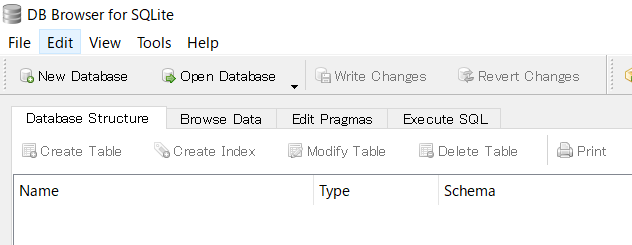 DB Browser for SQLite
File Edit View Tools Help
New Database Open Database Write Changes Revert Changes
Database Structure Browse Data Edit Pragmas Execute SQL
Create Table Create Index Modify Table Delete Table Print
Name Type Schema